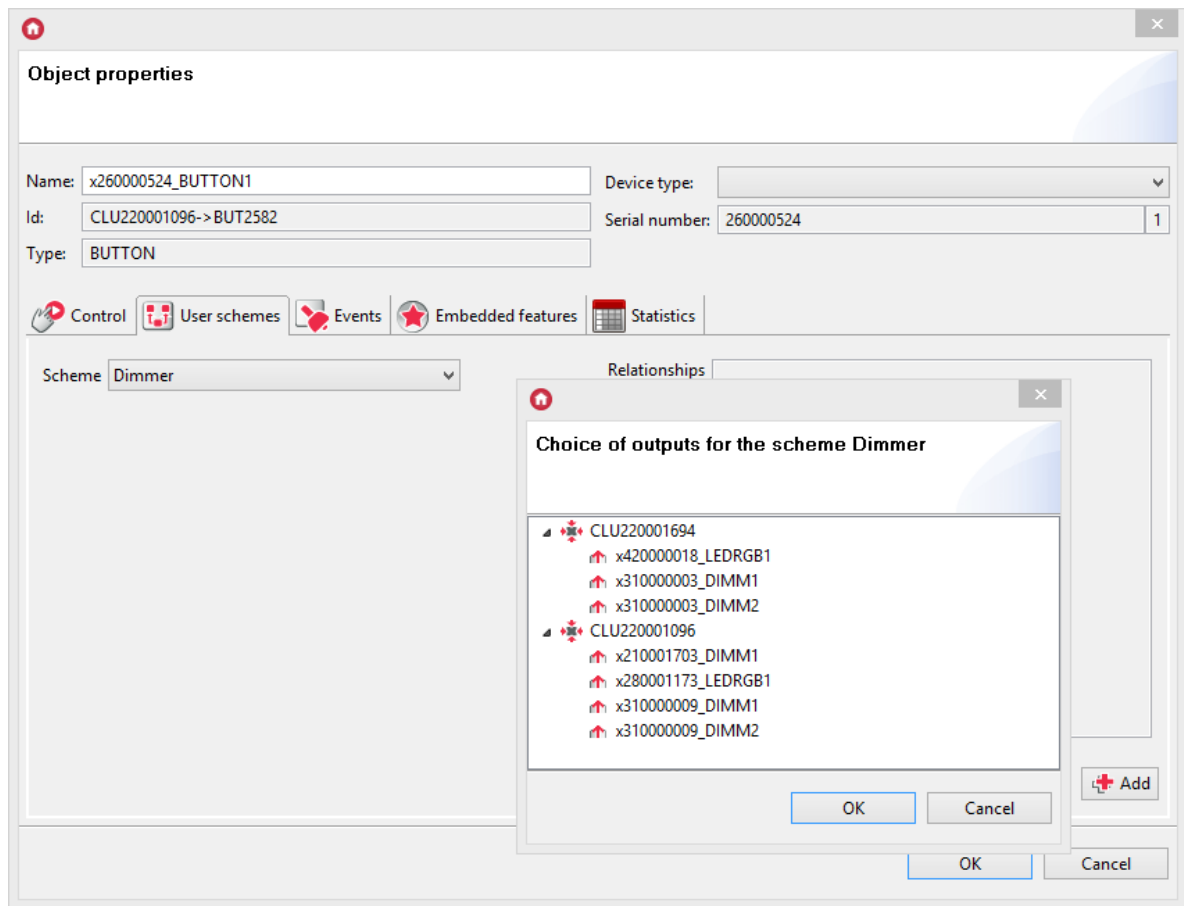 Object properties
Name: x260000524_BUTTON1
Device type:
Id: CLU220001096->BUT2582
Serial number: 260000524 1
Type: BUTTON
Control User schemes Events Embedded features Statistics
Scheme Dimmer
Relationships
Choice of outputs for the scheme Dimmer
CLU220001694
x420000018_LEDRGB1
x310000003_DIMM1
x310000003_DIMM2
CLU220001096
x210001703_DIMM1
x280001173_LEDRGB1
x310000009_DIMM1
x310000009_DIMM2
Add
OK Cancel
OK Cancel